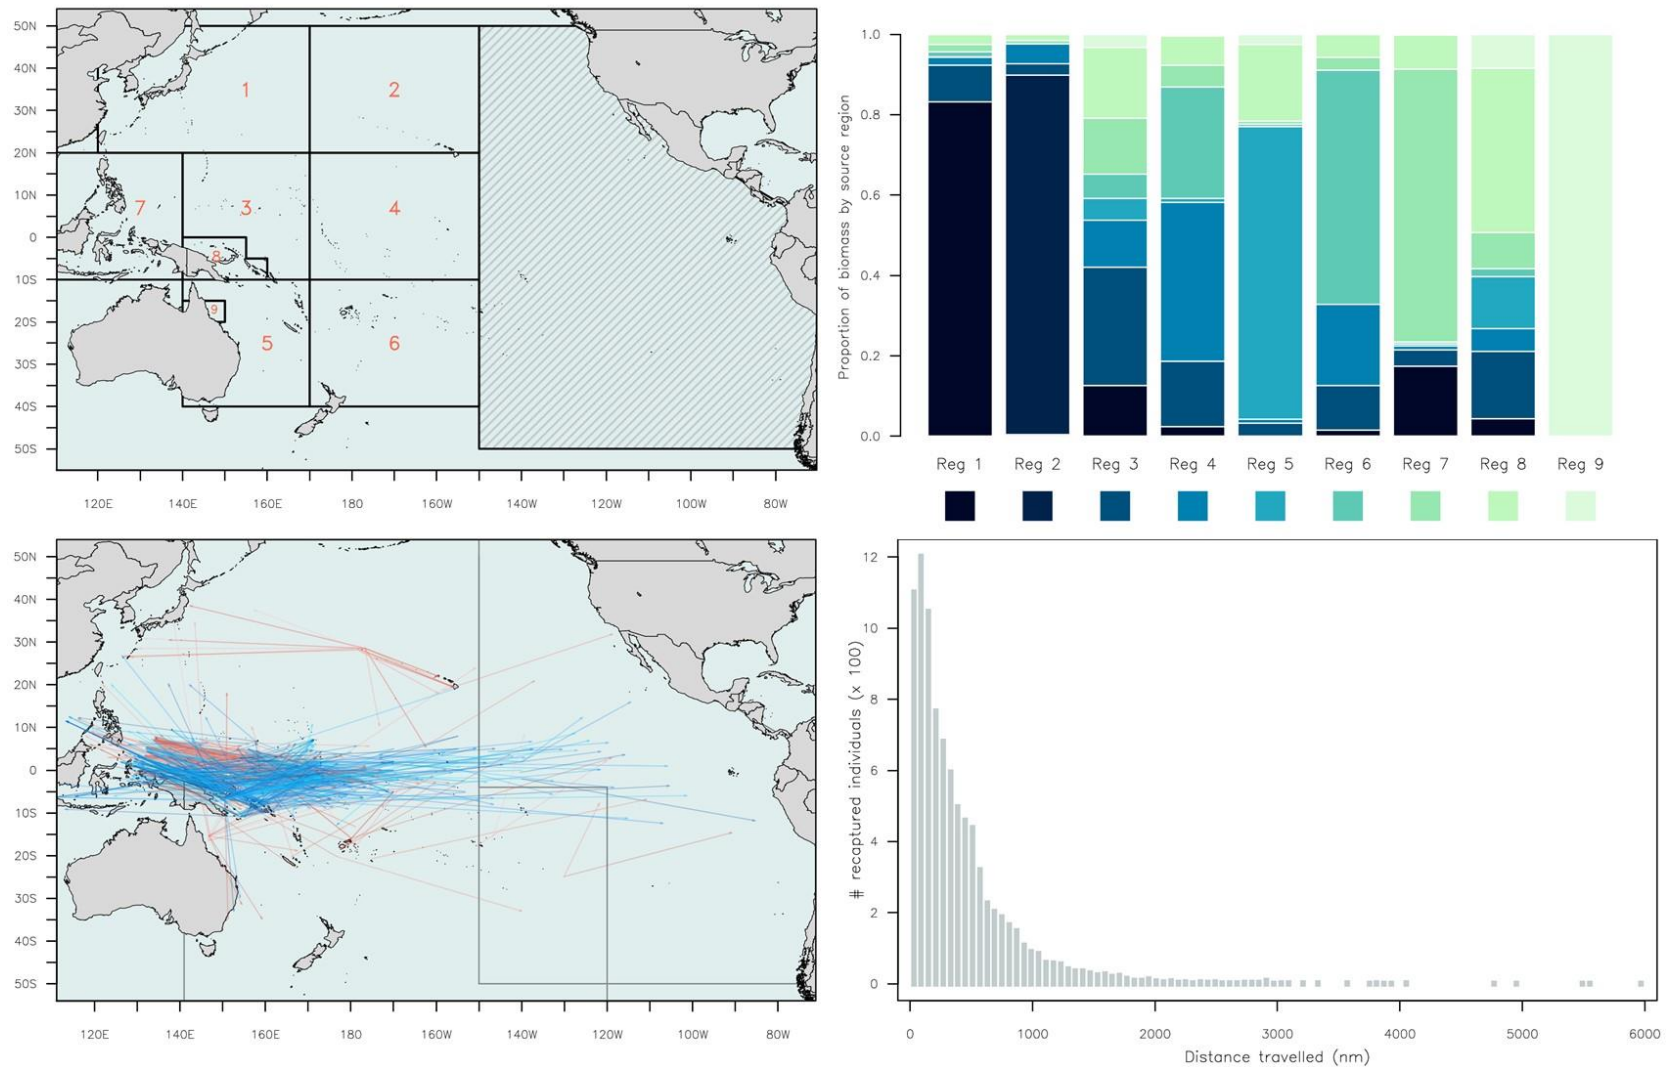 50N
40N
30N
20N
10N
0
10S
20S
30S
40S
50S
120E
140E
160E
180
160W
140W
120W
100W
80W
1
2
7
3
4
8
9
5
6
Proportion of biomass by source region
1.0
0.8
0.6
0.4
0.2
0.0
Reg 1
Reg 2
Reg 3
Reg 4
Reg 5
Reg 6
Reg 7
Reg 8
Reg 9
50N
40N
30N
20N
10N
0
10S
20S
30S
40S
50S
120E
140E
160E
180
160W
140W
120W
100W
80W
# recaptured individuals (x 100)
12
10
8
6
4
2
0
0
1000
2000
3000
4000
5000
6000
Distance travelled (nm)